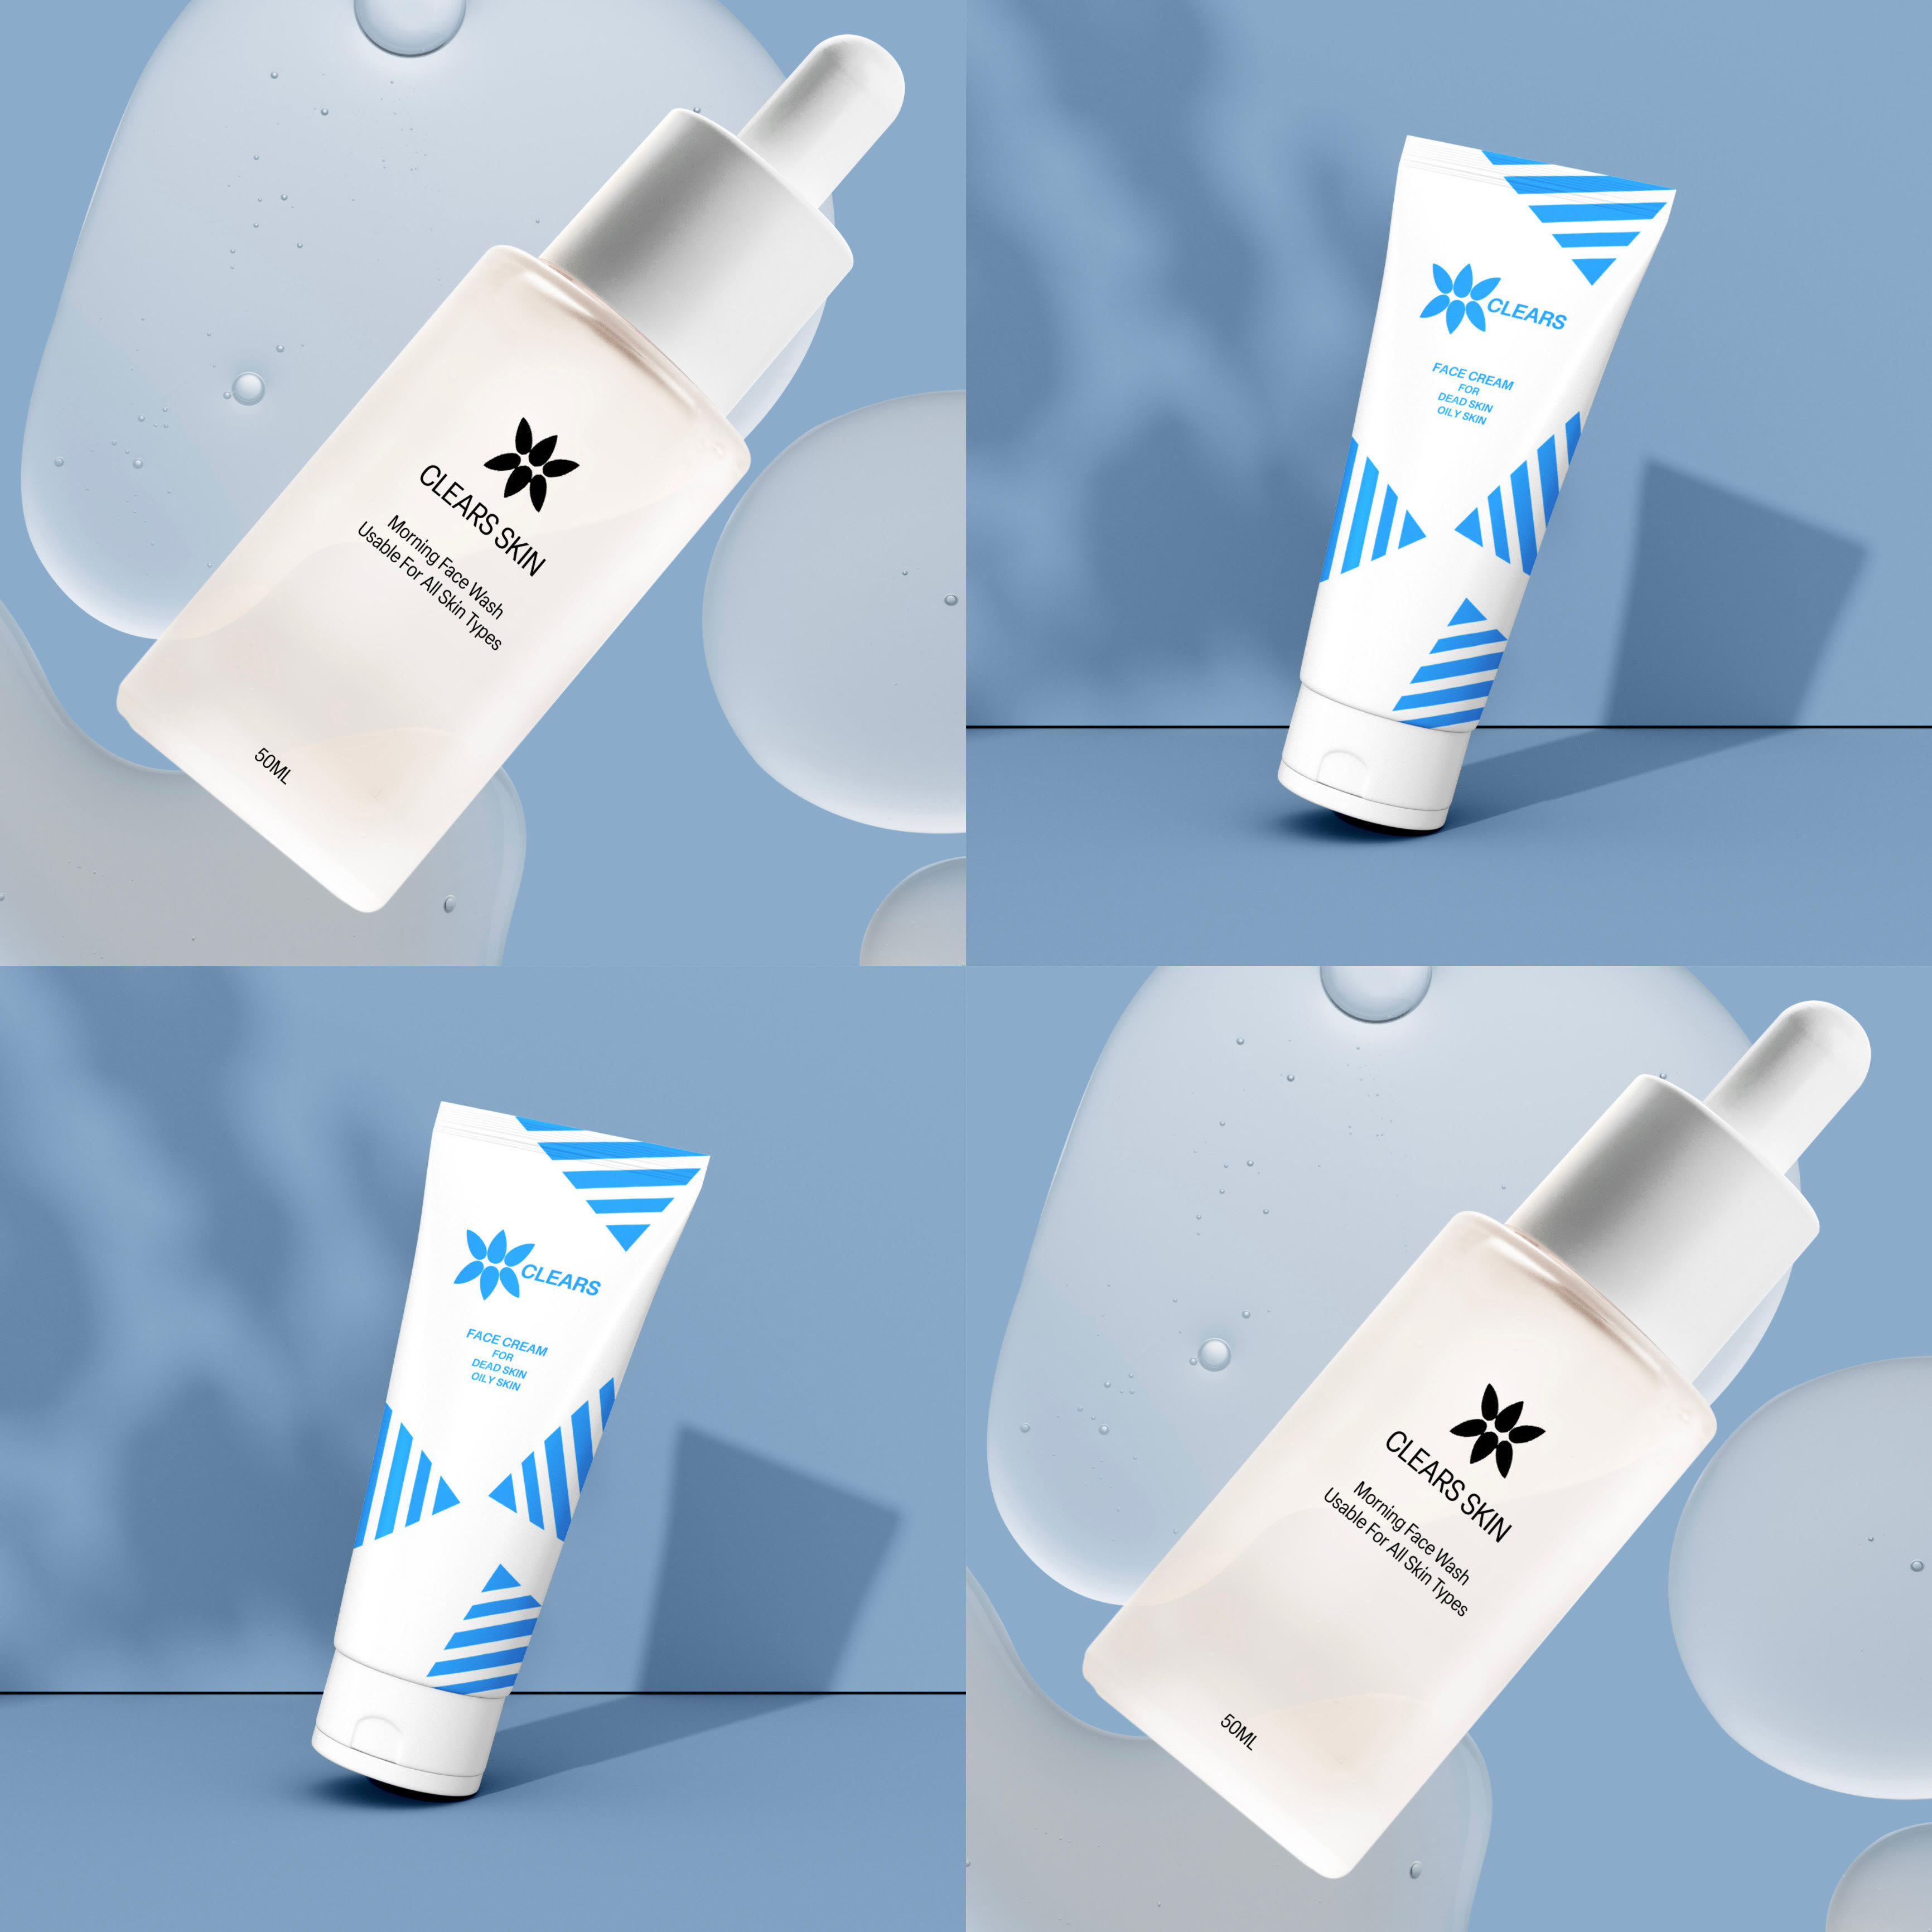 CLEARS SKIN
Morning Face Wash
Usable For All Skin Types
50ML
CLEARS
FACE CREAM
FOR
DEAD SKIN
OILY SKIN
CLEARS
FACE CREAM
FOR
DEAD SKIN
OILY SKIN
CLEARS SKIN
Morning Face Wash
Usable For All Skin Types
50ML